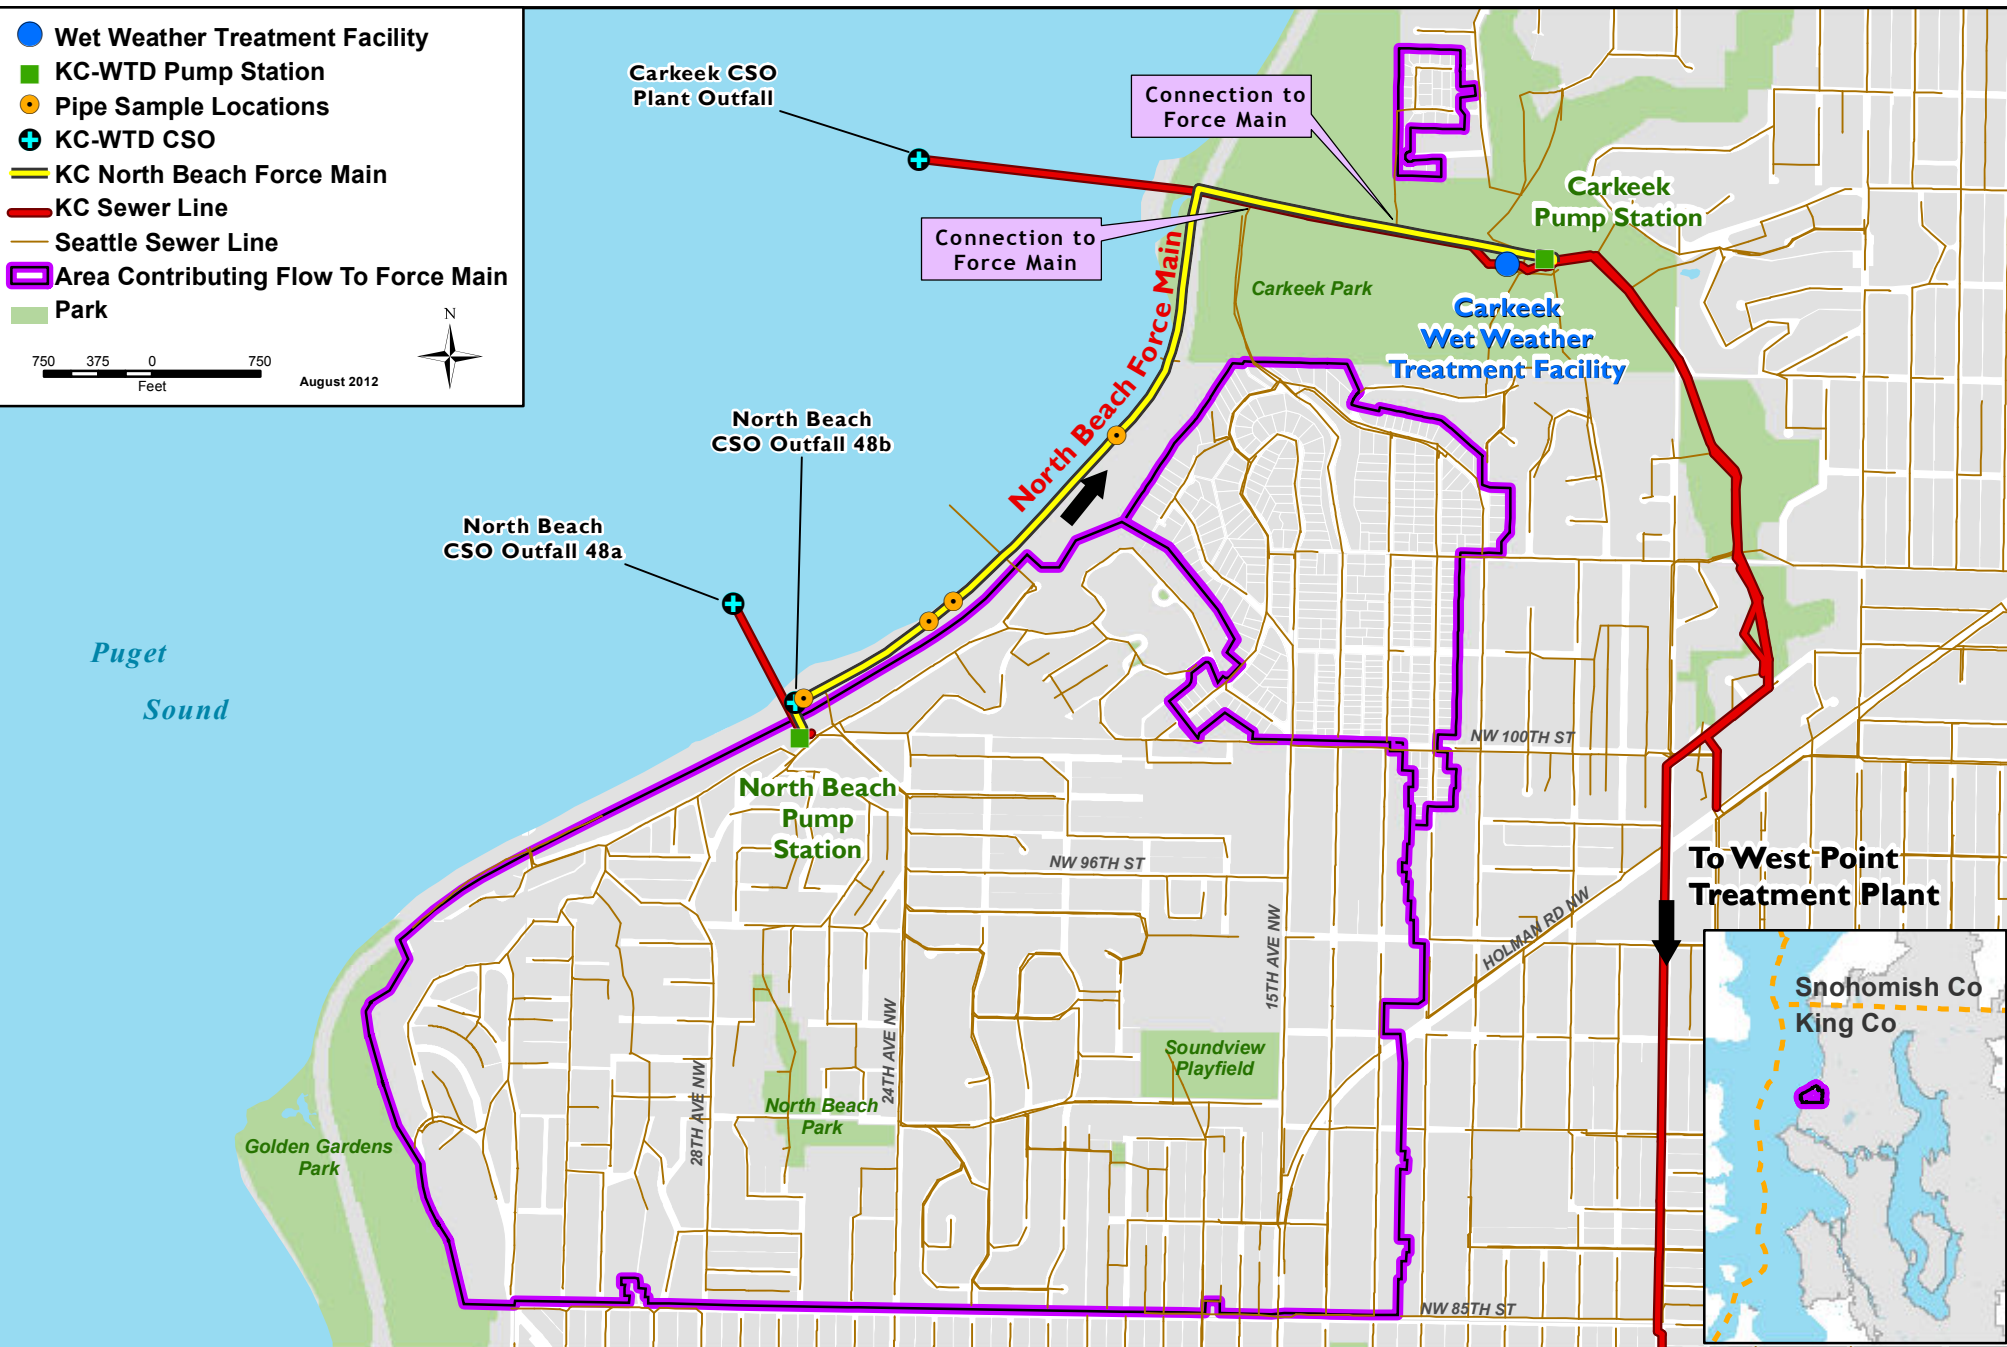 Wet Weather Treatment Facility
KC-WTD Pump Station
Pipe Sample Locations
KC-WTD CSO
KC North Beach Force Main
KC Sewer Line
Seattle Sewer Line
Area Contributing Flow To Force Main
Park
N
750 375 0 750
Feet
August 2012
Carkeek CSO
Plant Outfall
Connection to
Force Main
Carkeek
Pump Station
Connection to
Force Main
Carkeek Park
Carkeek
Wet Weather
Treatment Facility
North Beach Force Main
North Beach
CSO Outfall 48b
North Beach
CSO Outfall 48a
Puget
Sound
North Beach
Pump
Station
NW 100TH ST
NW 96TH ST
To West Point
Treatment Plant
HOLMAN RD NW
15TH AVE NW
24TH AVE NW
28TH AVE NW
Soundview
Playfield
North Beach
Park
Golden Gardens
Park
NW 85TH ST
Snohomish Co
King Co